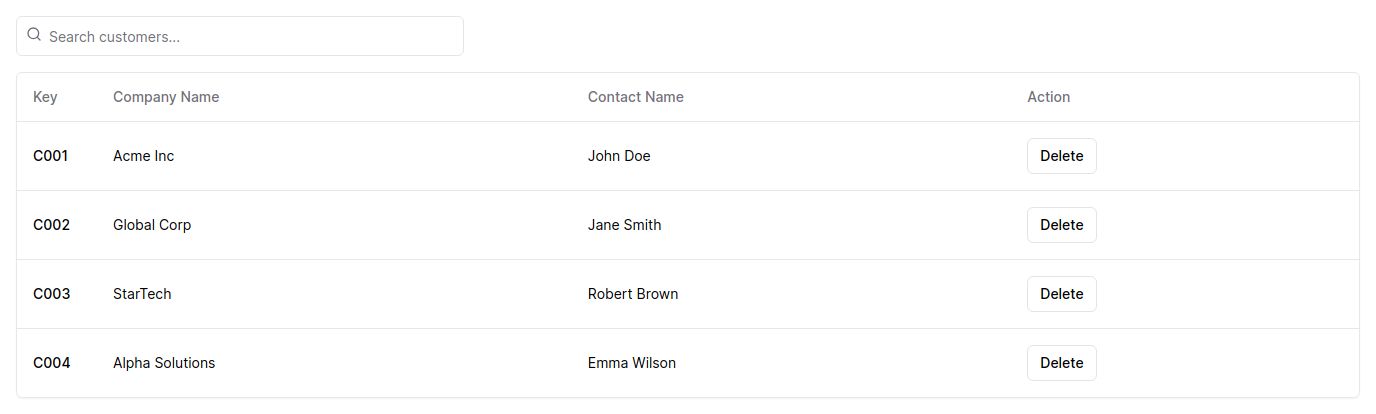 Search customers...
Key Company Name Contact Name Action
C001 Acme Inc John Doe Delete
C002 Global Corp Jane Smith Delete
C003 StarTech Robert Brown Delete
C004 Alpha Solutions Emma Wilson Delete